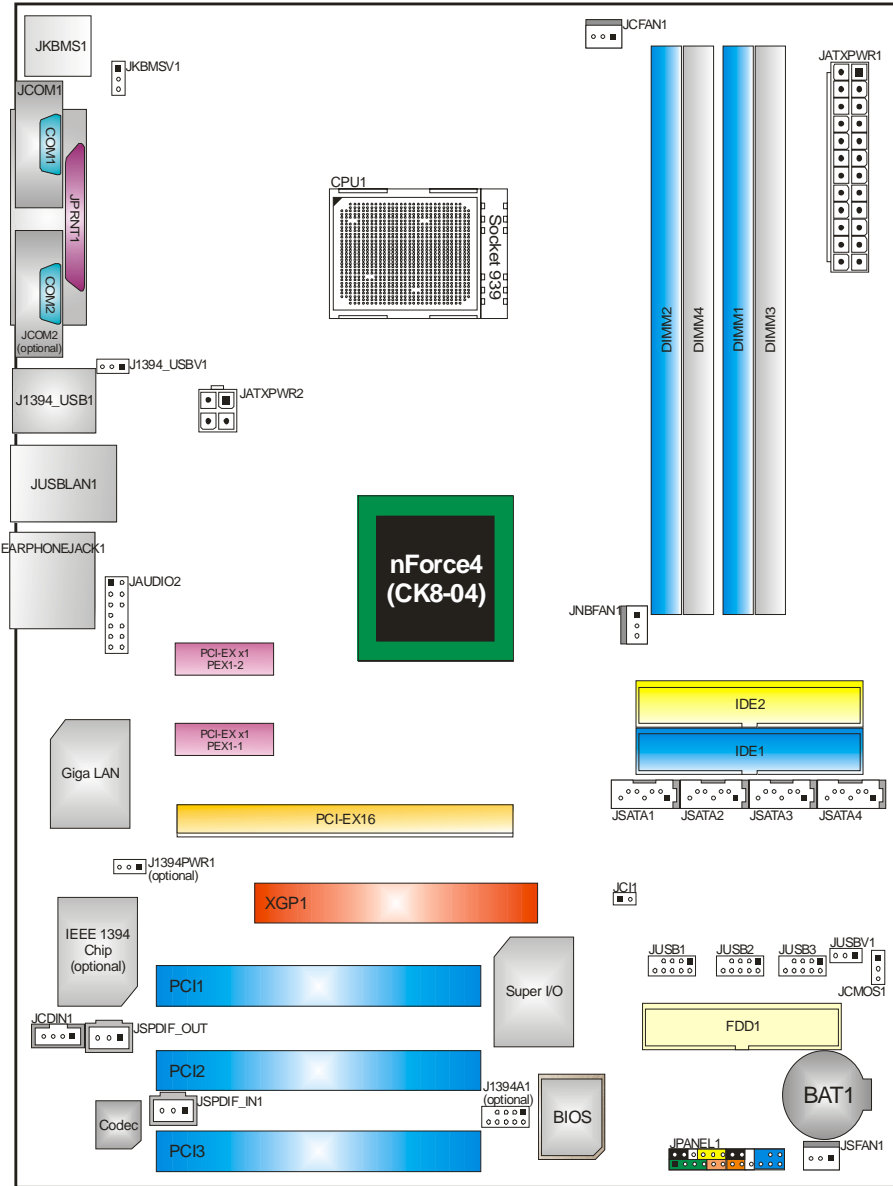 JKBMS1
JKBMSV1
JCFAN1
JATXPWR1
JCOM1
COM1
JPRNT1
CPU1
Socket 939
COM2
JCOM2
(optional)
DIMM2
DIMM4
DIMM1
DIMM3
J1394_USBV1
J1394_USB1
JATXPWR2
JUSBLAN1
EARPHONEJACK1
JAUDIO2
nForce4
(CK8-04)
JNBFAN1
PCI-EX x1
PEX1-2
IDE2
PCI-EX x1
PEX1-1
IDE1
Giga LAN
JSATA1
JSATA2
JSATA3
JSATA4
PCI-EX16
J1394PWR1
(optional)
XGP1
JCI1
IEEE 1394
Chip
(optional)
JUSB1
JUSB2
JUSB3
JUSBV1
PCI1
Super I/O
JCMOS1
JCDIN1
JSPDIF_OUT
FDD1
PCI2
JSPDIF_IN1
J1394A1
(optional)
BAT1
Codec
BIOS
PCI3
JPANEL1
JSFAN1